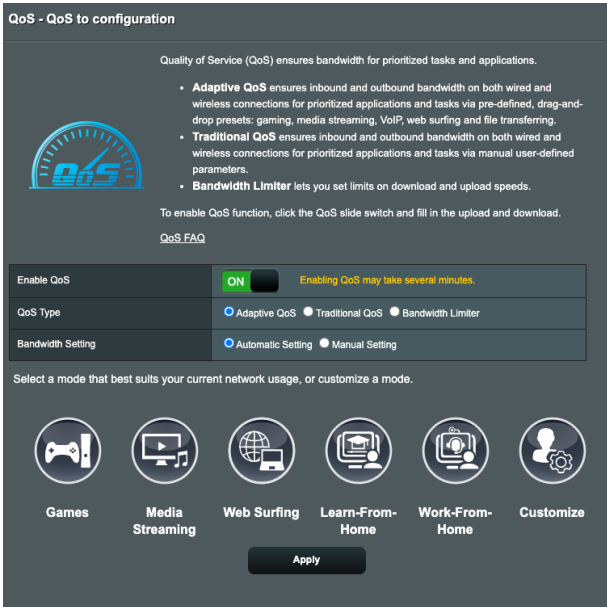 QoS - QoS to configuration
Quality of Service (QoS) ensures bandwidth for prioritized tasks and applications.
• Adaptive QoS ensures inbound and outbound bandwidth on both wired and
wireless connections for prioritized applications and tasks via pre-defined, drag-and-
drop presets: gaming, media streaming, VoIP, web surfing and file transferring.
• Traditional QoS ensures inbound and outbound bandwidth on both wired and
wireless connections for prioritized applications and tasks via manual user-defined
parameters.
• Bandwidth Limiter lets you set limits on download and upload speeds.
QoS
To enable QoS function, click the QoS slide switch and fill in the upload and download.
QoS FAQ
Enable QoS ON Enabling QoS may take several minutes.
QoS Type Adaptive QoS Traditional QoS Bandwidth Limiter
Bandwidth Setting Automatic Setting Manual Setting
Select a mode that best suits your current network usage, or customize a mode.
Games Media Web Surfing Learn-From- Work-From- Customize
Streaming Home Home
Apply